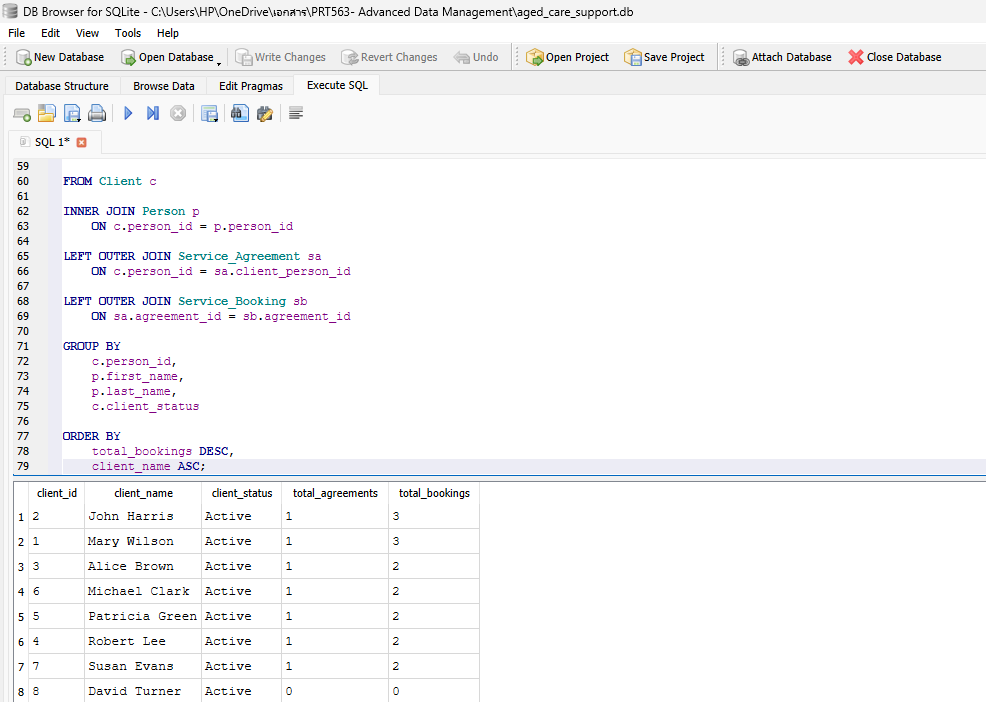 DB Browser for SQLite - C:\Users\HP\OneDrive\เอกสาร\PRT563- Advanced Data Management\aged_care_support.db
File Edit View Tools Help
New Database Open Database Write Changes Revert Changes Undo Open Project Save Project Attach Database Close Database
Database Structure Browse Data Edit Pragmas Execute SQL
SQL 1*
59
60 FROM Client c
61
62 INNER JOIN Person p
63 ON c.person_id = p.person_id
64
65 LEFT OUTER JOIN Service_Agreement sa
66 ON c.person_id = sa.client_person_id
67
68 LEFT OUTER JOIN Service_Booking sb
69 ON sa.agreement_id = sb.agreement_id
70
71 GROUP BY
72 c.person_id,
73 p.first_name,
74 p.last_name,
75 c.client_status
76
77 ORDER BY
78 total_bookings DESC,
79 client_name ASC;
client_id client_name client_status total_agreements total_bookings
1 2 John Harris Active 1 3
2 1 Mary Wilson Active 1 3
3 3 Alice Brown Active 1 2
4 6 Michael Clark Active 1 2
5 5 Patricia Green Active 1 2
6 4 Robert Lee Active 1 2
7 7 Susan Evans Active 1 2
8 8 David Turner Active 0 0